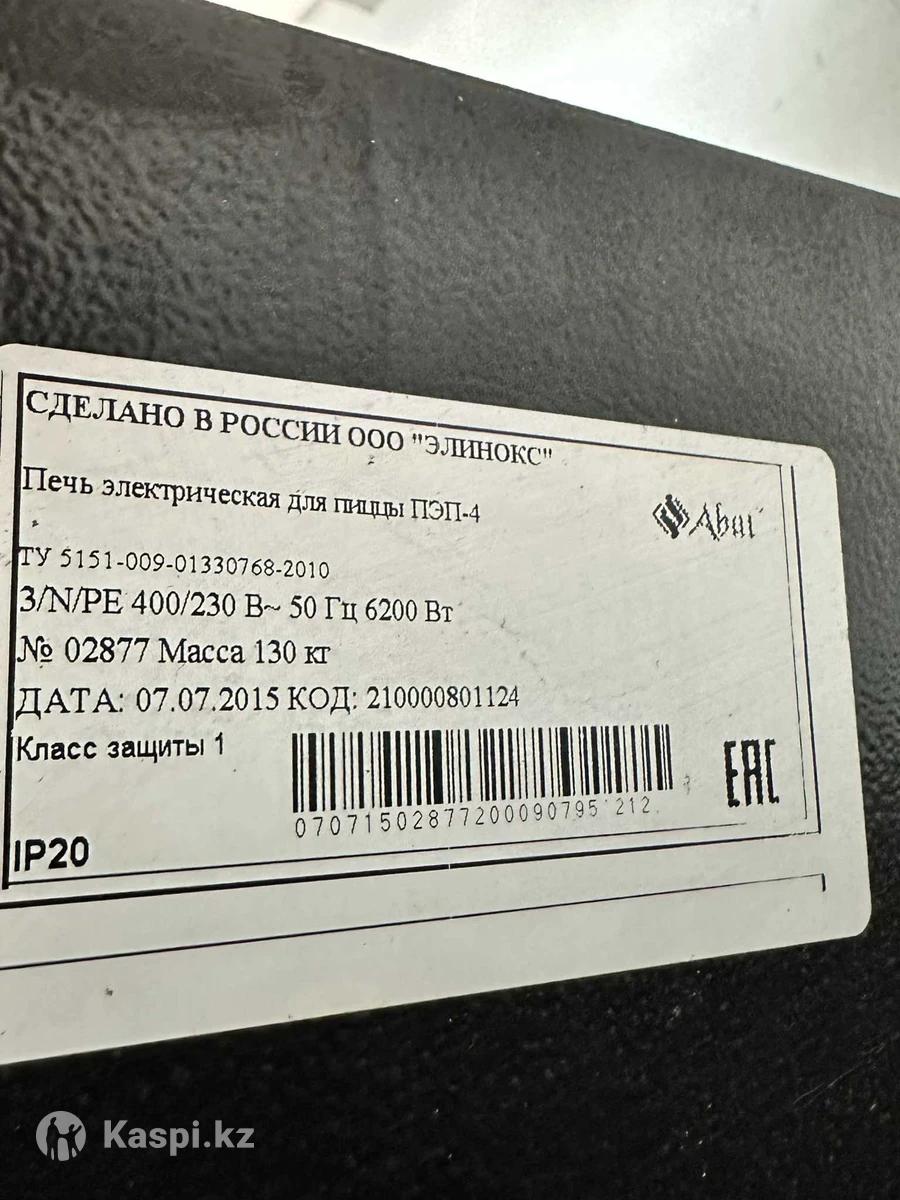 СДЕЛАНО В РОССИИ ООО "ЭЛИНОКС"
Печь электрическая для пиццы ПЭП-4
Abat
ТУ 5151-009-01330768-2010
3/N/PE 400/230 В~ 50 Гц 6200 Вт
№ 02877 Масса 130 кг
ДАТА: 07.07.2015 КОД: 210000801124
Класс защиты 1
07071502877200090795 212
EAC
IP20
Kaspi.kz